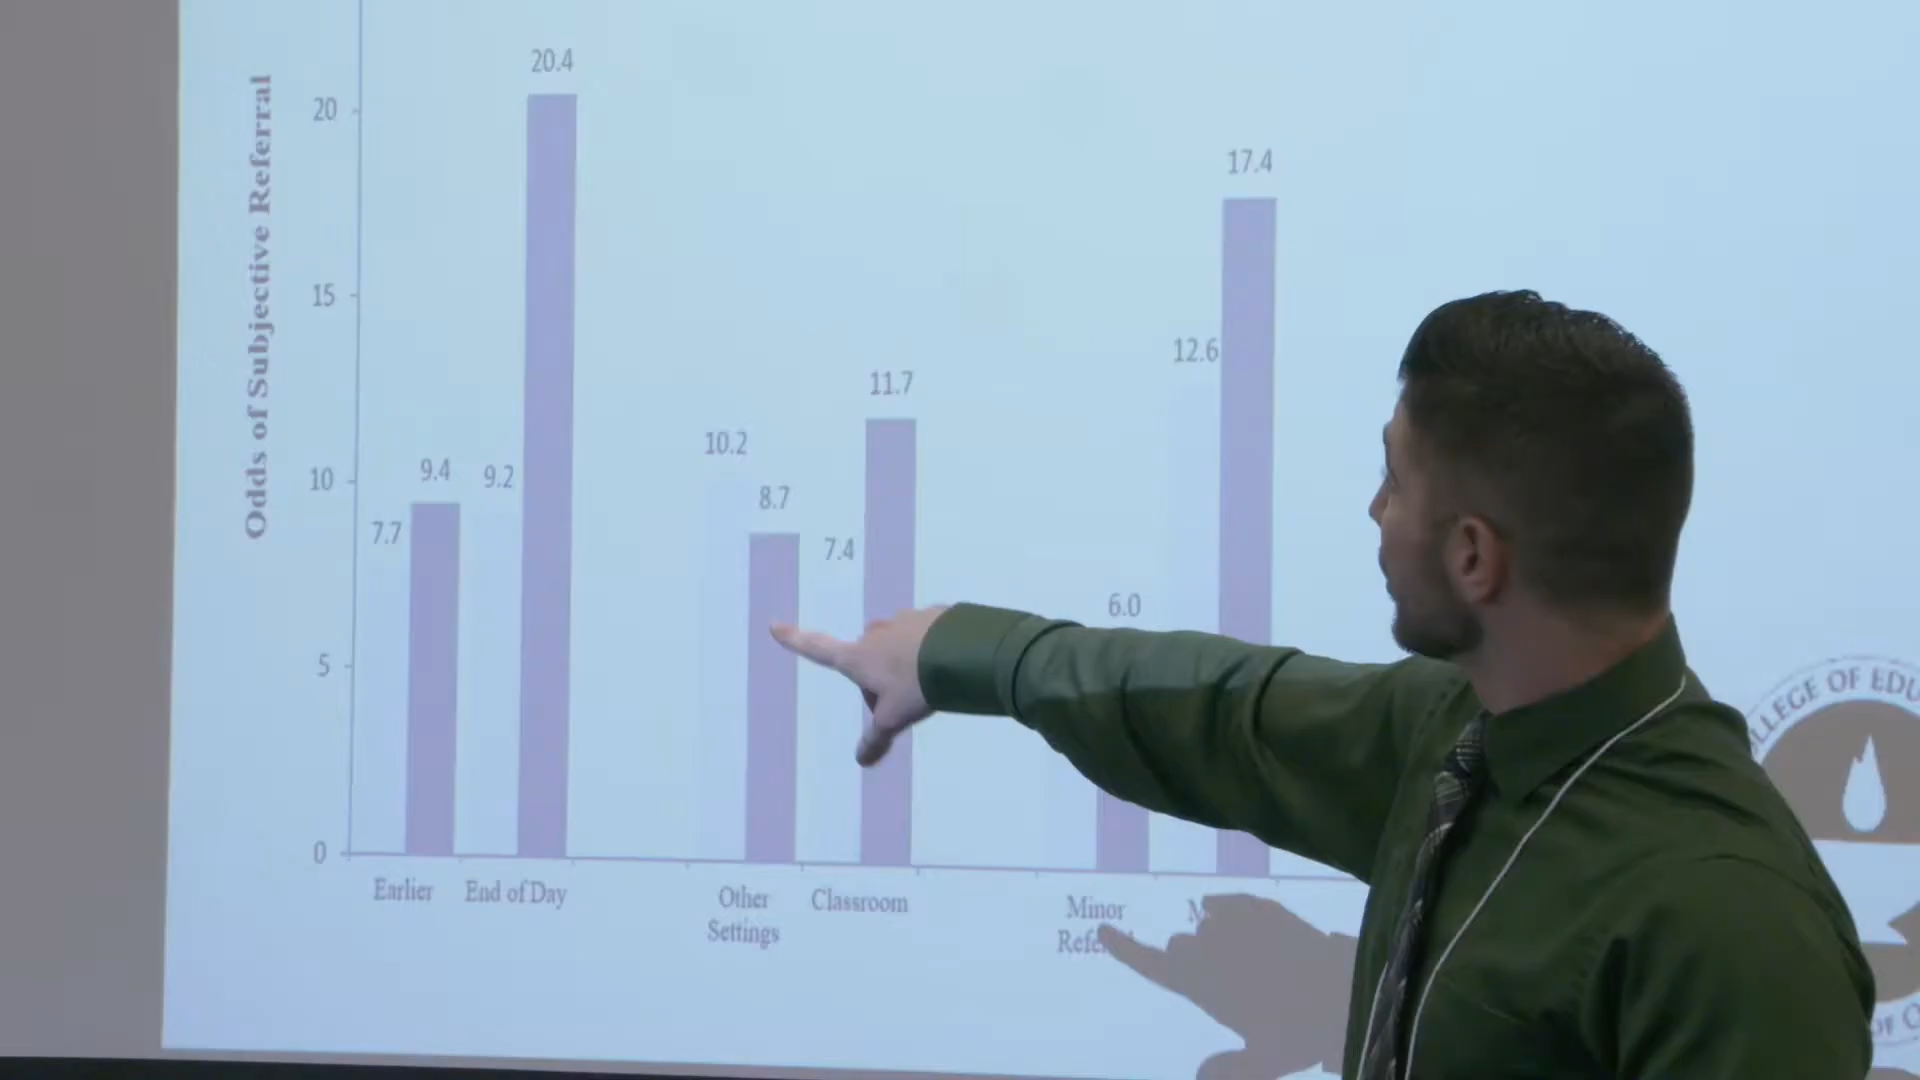 Odds of Subjective Referral
20
15
10
5
0
7.7
9.4
9.2
20.4
10.2
8.7
7.4
11.7
6.0
12.6
17.4
Earlier
End of Day
Other
Settings
Classroom
Minor
OF